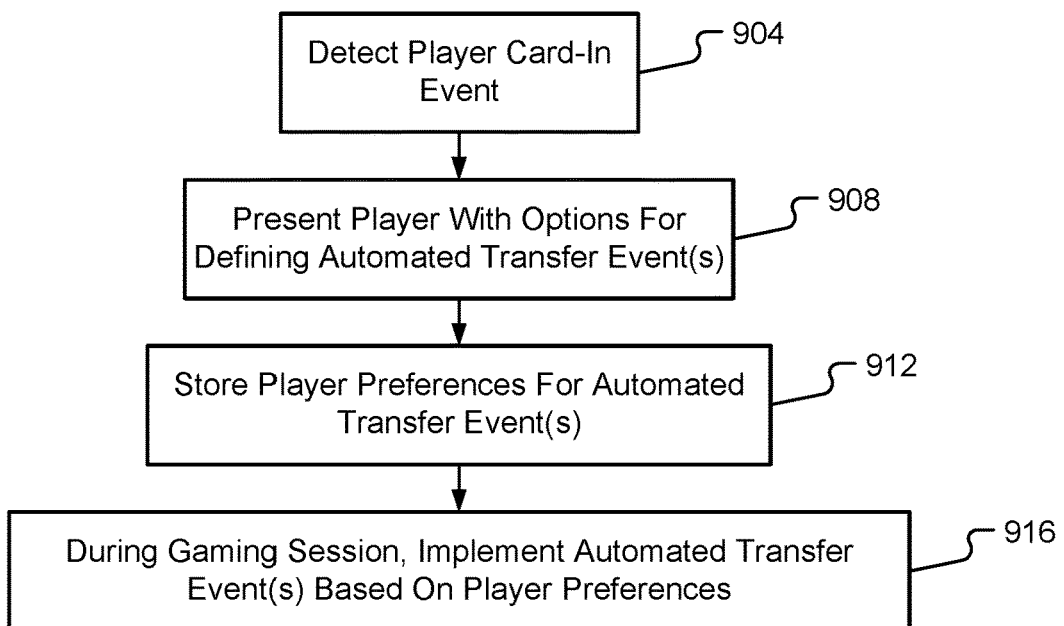 Detect Player Card-In
Event
904
Present Player With Options For
Defining Automated Transfer Event(s)
908
Store Player Preferences For Automated
Transfer Event(s)
912
During Gaming Session, Implement Automated Transfer
Event(s) Based On Player Preferences
916